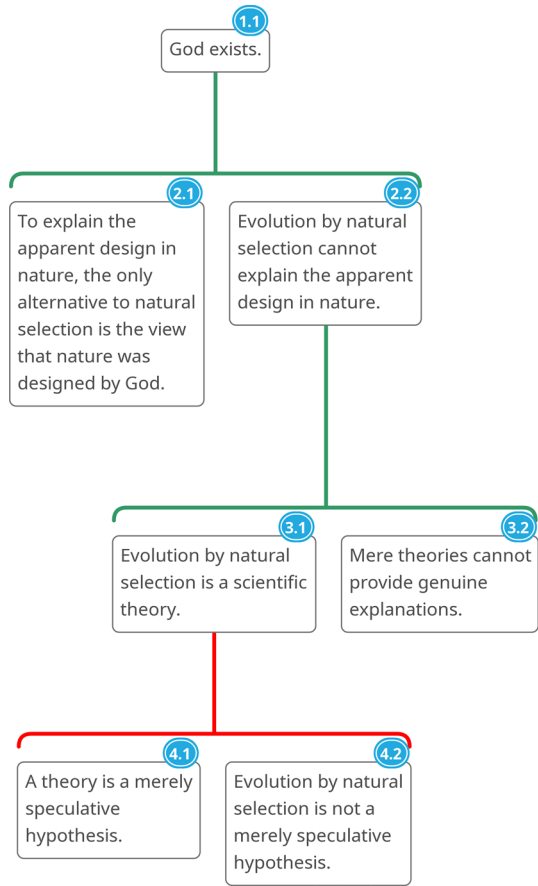 1.1
God exists.
2.1
To explain the
apparent design in
nature, the only
alternative to natural
selection is the view
that nature was
designed by God.
2.2
Evolution by natural
selection cannot
explain the apparent
design in nature.
3.1
Evolution by natural
selection is a scientific
theory.
3.2
Mere theories cannot
provide genuine
explanations.
4.1
A theory is a merely
speculative
hypothesis.
4.2
Evolution by natural
selection is not a
merely speculative
hypothesis.